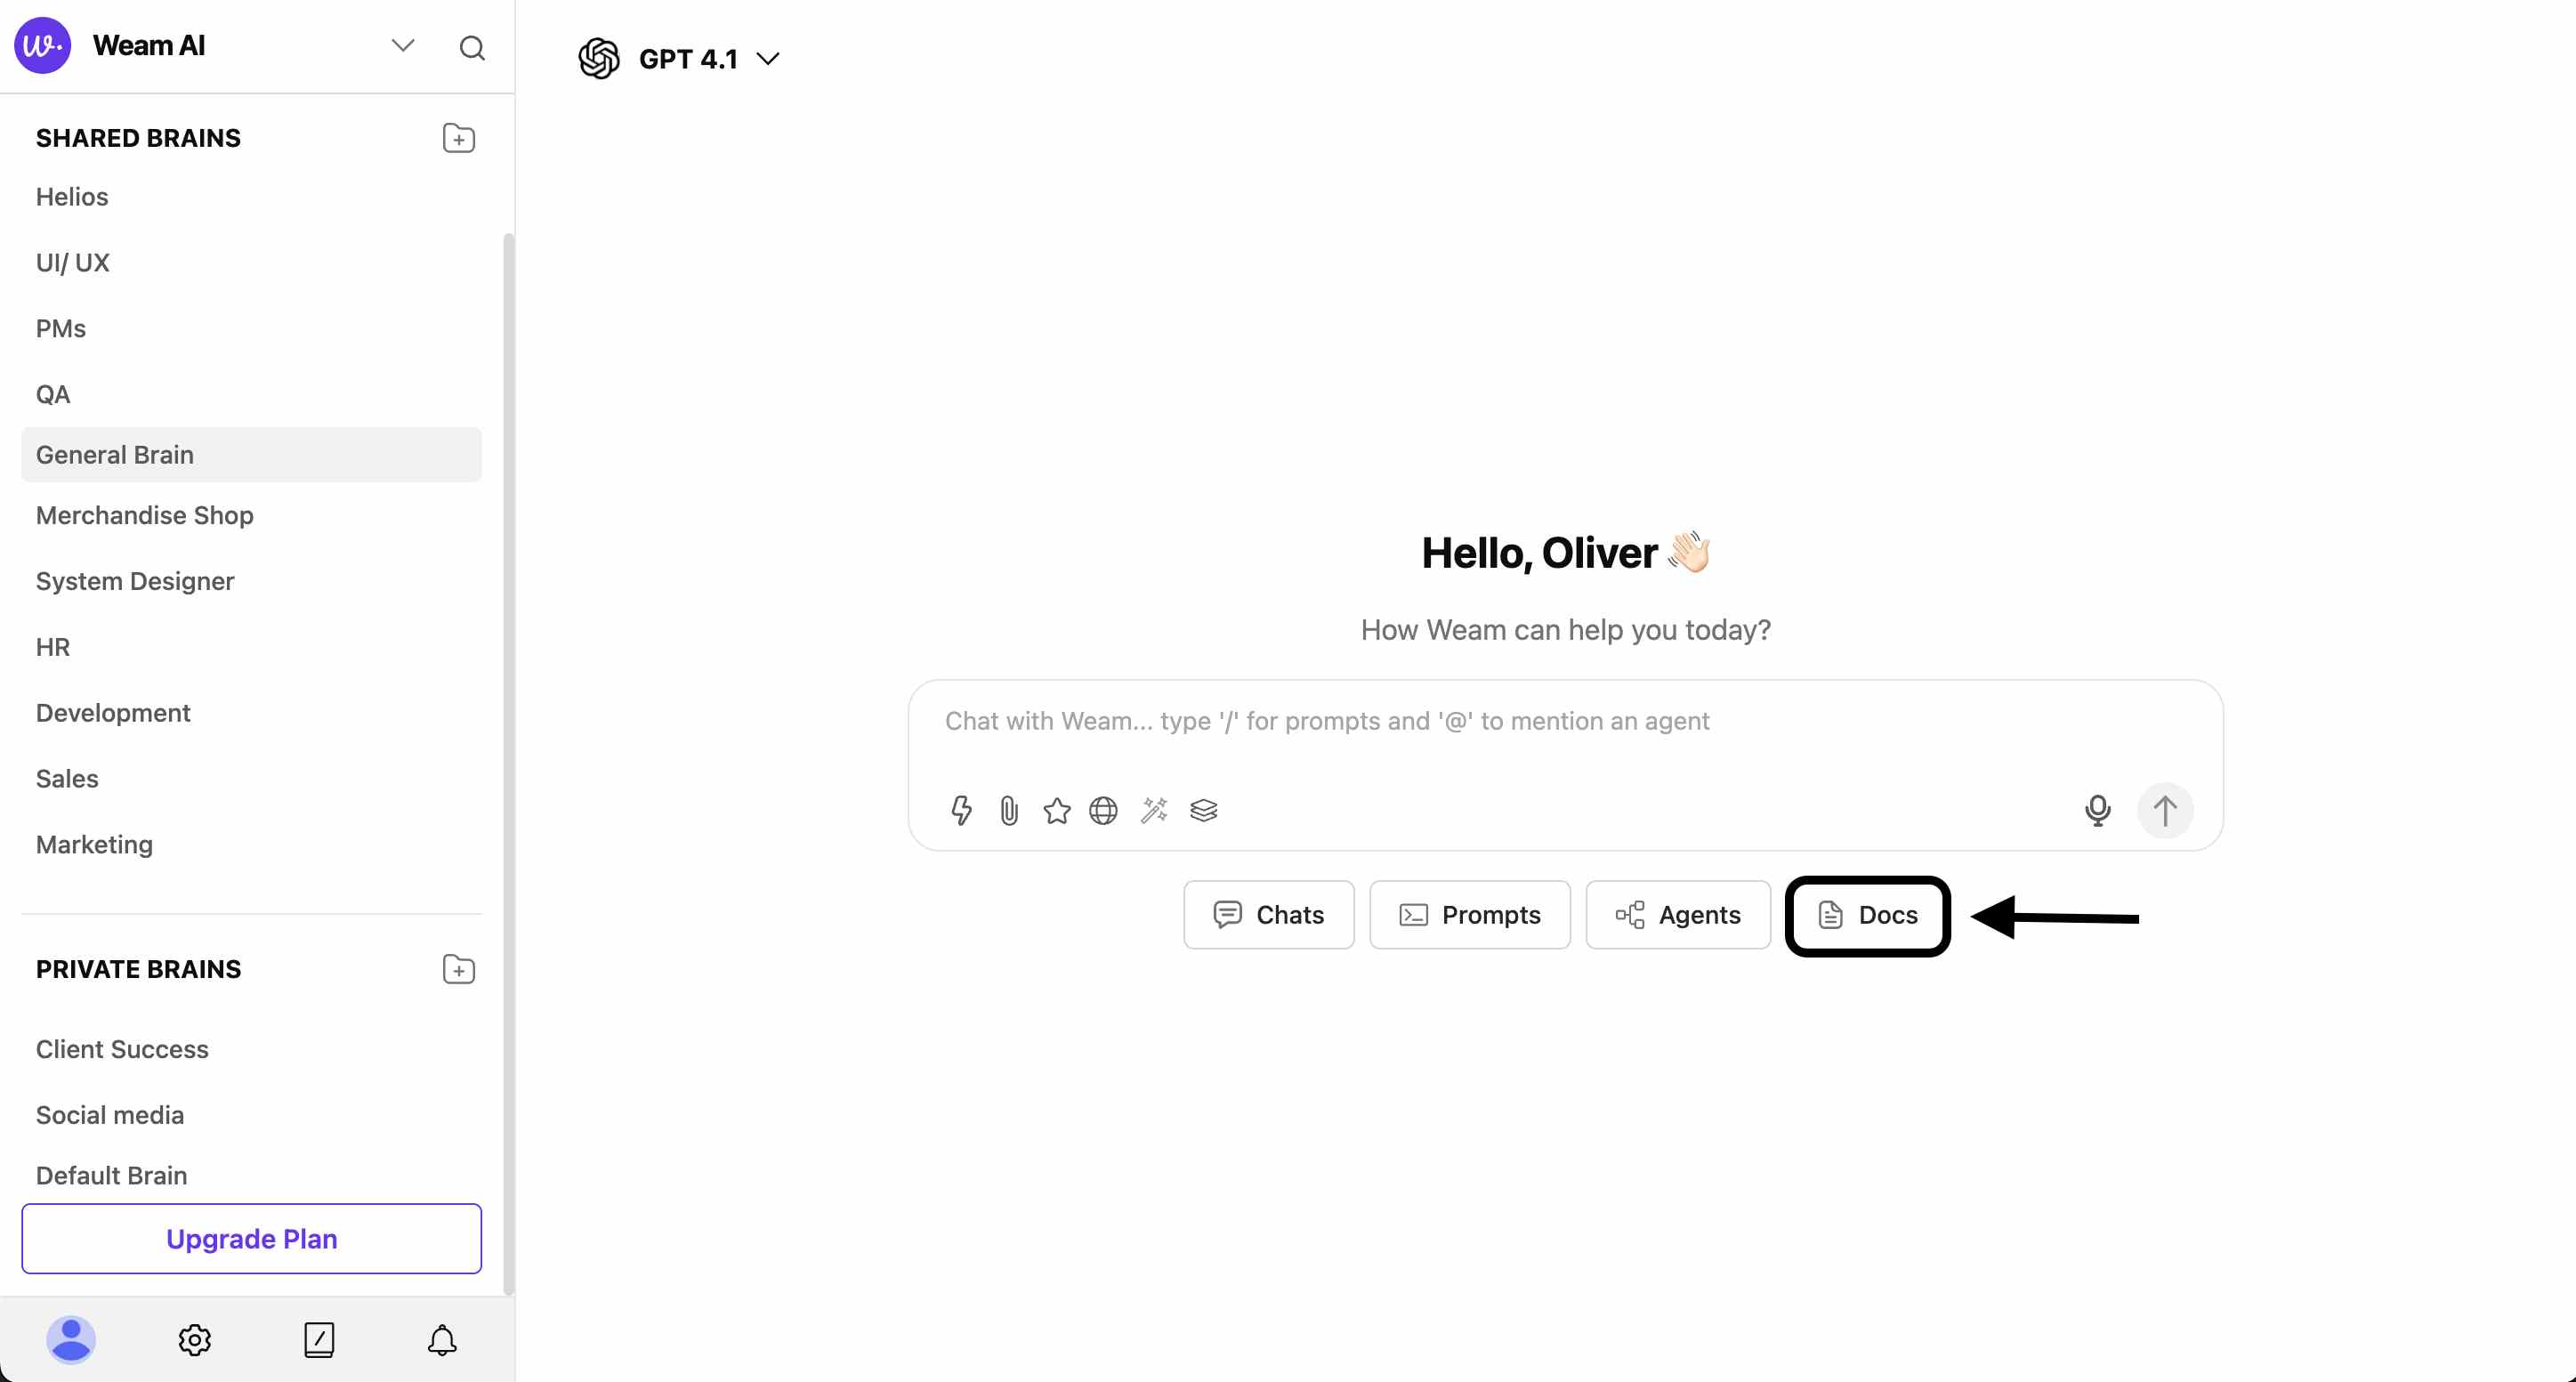 Weam AI
SHARED BRAINS
Helios
UI/ UX
PMs
QA
General Brain
Merchandise Shop
System Designer
HR
Development
Sales
Marketing
PRIVATE BRAINS
Client Success
Social media
Default Brain
Upgrade Plan
GPT 4.1
Hello, Oliver 👋🏻
How Weam can help you today?
Chat with Weam... type '/' for prompts and '@' to mention an agent
Chats
Prompts
Agents
Docs